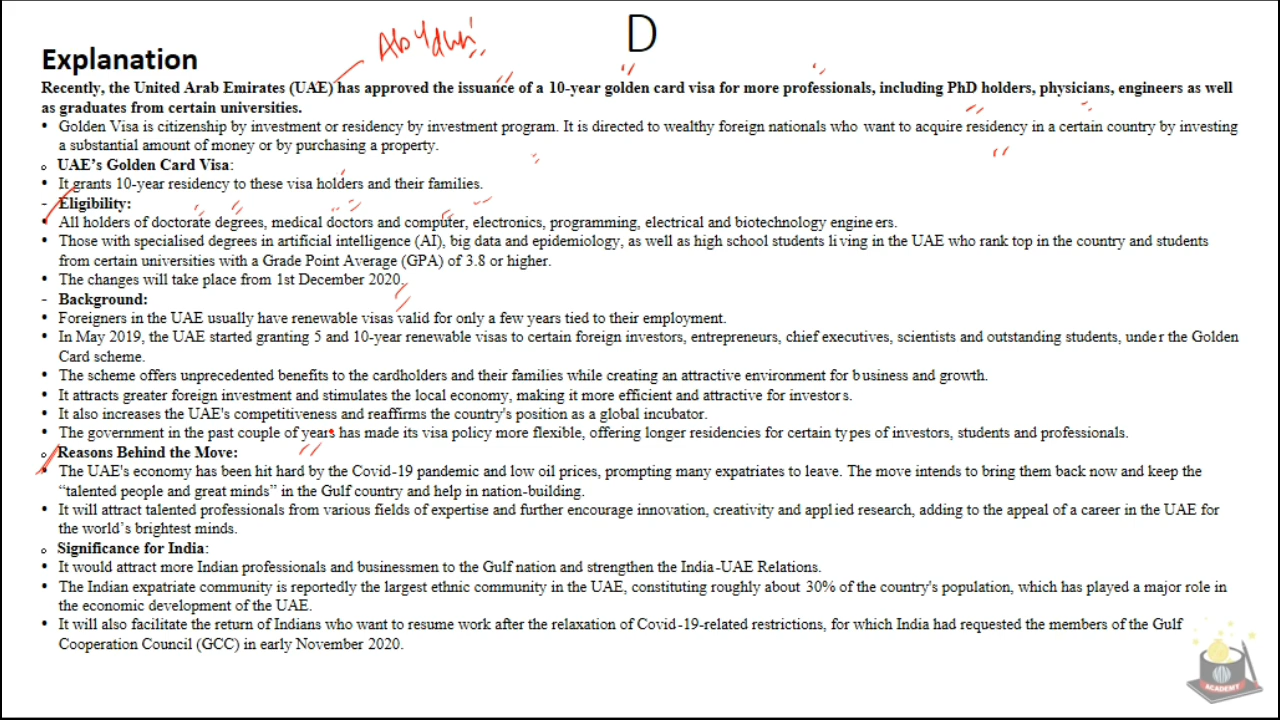 D
Abu dhabi
Explanation
Recently, the United Arab Emirates (UAE) has approved the issuance of a 10-year golden card visa for more professionals, including PhD holders, physicians, engineers as well
as graduates from certain universities.
• Golden Visa is citizenship by investment or residency by investment program. It is directed to wealthy foreign nationals who want to acquire residency in a certain country by investing
a substantial amount of money or by purchasing a property.
o UAE's Golden Card Visa:
• It grants 10-year residency to these visa holders and their families.
- Eligibility:
• All holders of doctorate degrees, medical doctors and computer, electronics, programming, electrical and biotechnology engineers.
• Those with specialised degrees in artificial intelligence (AI), big data and epidemiology, as well as high school students living in the UAE who rank top in the country and students
from certain universities with a Grade Point Average (GPA) of 3.8 or higher.
• The changes will take place from 1st December 2020.
- Background:
• Foreigners in the UAE usually have renewable visas valid for only a few years tied to their employment.
• In May 2019, the UAE started granting 5 and 10-year renewable visas to certain foreign investors, entrepreneurs, chief executives, scientists and outstanding students, under the Golden
Card scheme.
• The scheme offers unprecedented benefits to the cardholders and their families while creating an attractive environment for business and growth.
• It attracts greater foreign investment and stimulates the local economy, making it more efficient and attractive for investors.
• It also increases the UAE's competitiveness and reaffirms the country's position as a global incubator.
• The government in the past couple of years has made its visa policy more flexible, offering longer residencies for certain types of investors, students and professionals.
o Reasons Behind the Move:
• The UAE's economy has been hit hard by the Covid-19 pandemic and low oil prices, prompting many expatriates to leave. The move intends to bring them back now and keep the
“talented people and great minds” in the Gulf country and help in nation-building.
• It will attract talented professionals from various fields of expertise and further encourage innovation, creativity and applied research, adding to the appeal of a career in the UAE for
the world’s brightest minds.
o Significance for India:
• It would attract more Indian professionals and businessmen to the Gulf nation and strengthen the India-UAE Relations.
• The Indian expatriate community is reportedly the largest ethnic community in the UAE, constituting roughly about 30% of the country's population, which has played a major role in
the economic development of the UAE.
• It will also facilitate the return of Indians who want to resume work after the relaxation of Covid-19-related restrictions, for which India had requested the members of the Gulf
Cooperation Council (GCC) in early November 2020.
ACADEMY